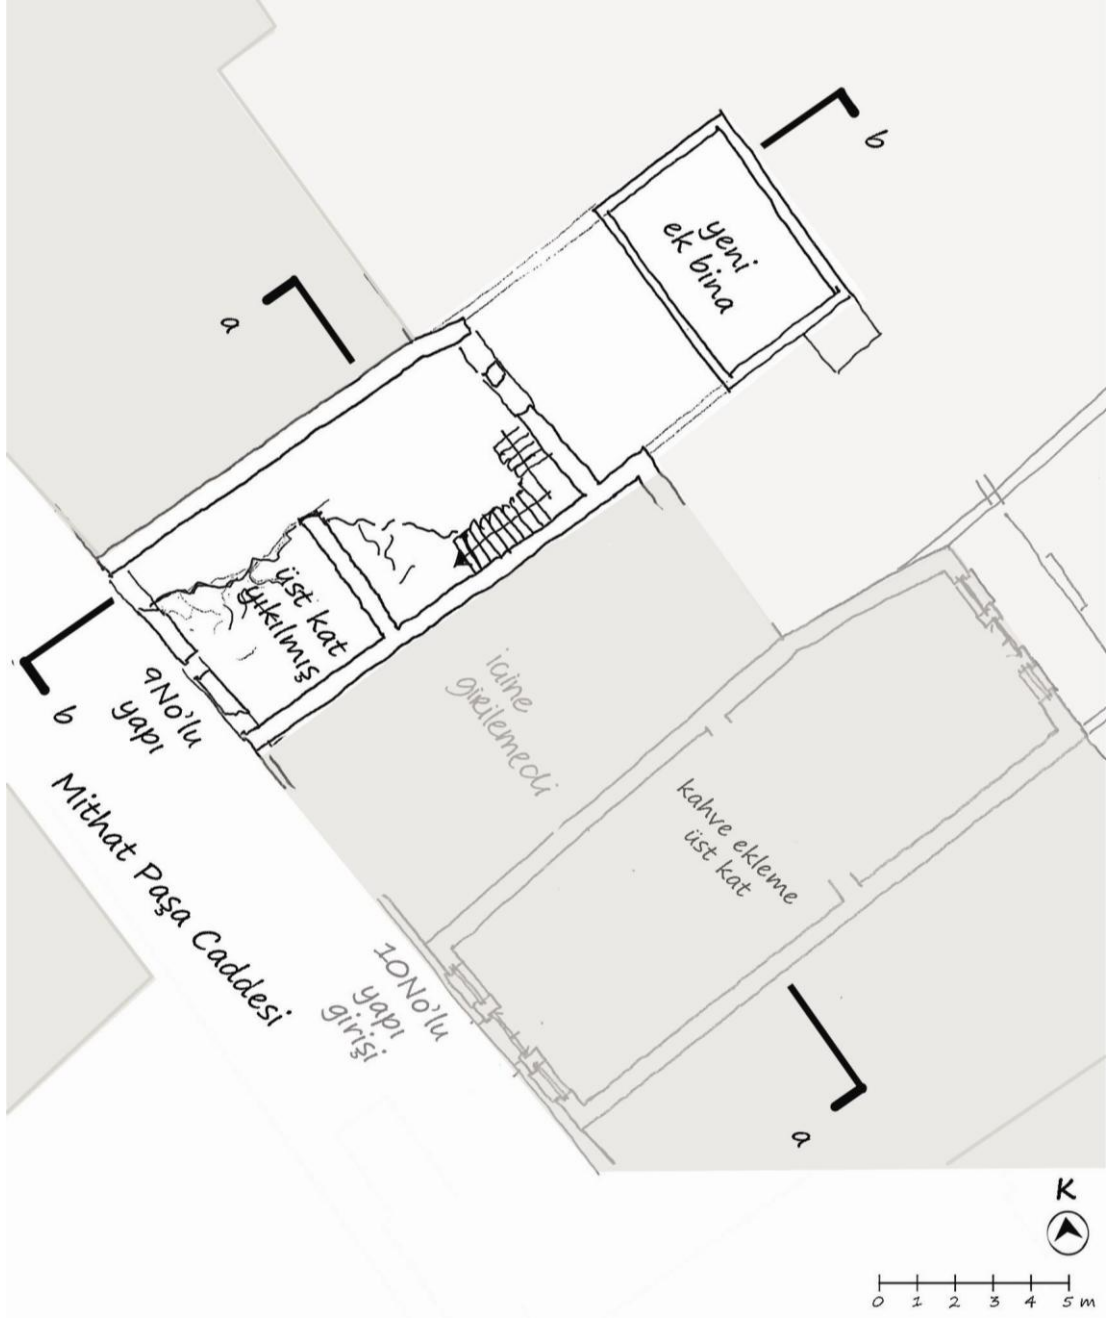 b
yeni
ek bina
a
üst kat
yıkılmış
b
9No'lu
yapı
içine
girilemedi
Mithat Paşa Caddesi
kahve ekleme
üst kat
10No'lu
yapı
girişi
a
K
0 1 2 3 4 5 m